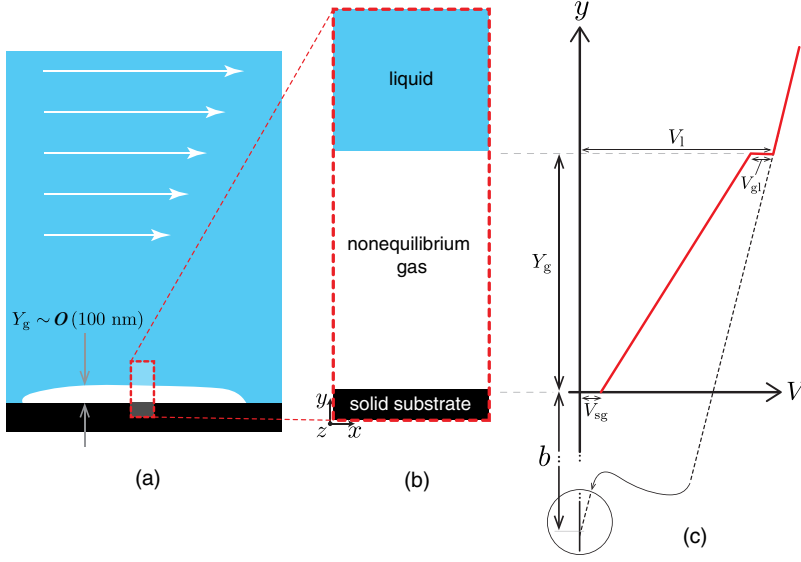 Y_g ~ O (100 nm)
(a)
liquid
nonequilibrium
gas
solid substrate
y
z
x
(b)
y
V_l
V_gl
Y_g
V
V_sg
b
(c)